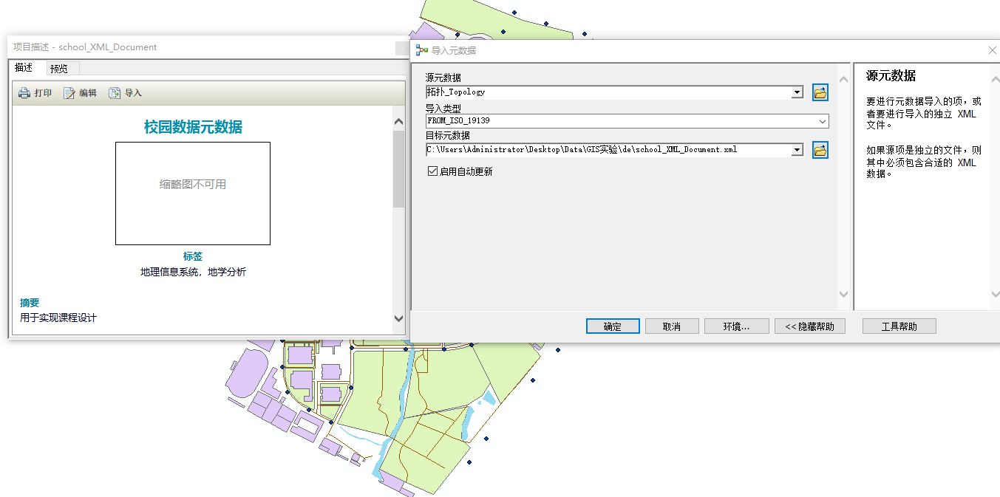 项目描述 - school_XML_Document
描述
预览
打印
编辑
导入
校园数据元数据
缩略图不可用
标签
地理信息系统，地学分析
摘要
用于实现课程设计
导入元数据
源元数据
拓扑_Topology
导入类型
FROM_ISO_19139
目标元数据
C:\Users\Administrator\Desktop\Data\GIS实验\de\school_XML_Document.xml
启用自动更新
确定
取消
环境...
<< 隐藏帮助
工具帮助
源元数据
要进行元数据导入的项，或
者要进行导入的独立 XML
文件。
如果源项是独立的文件，则
其中必须包含合适的 XML
数据。